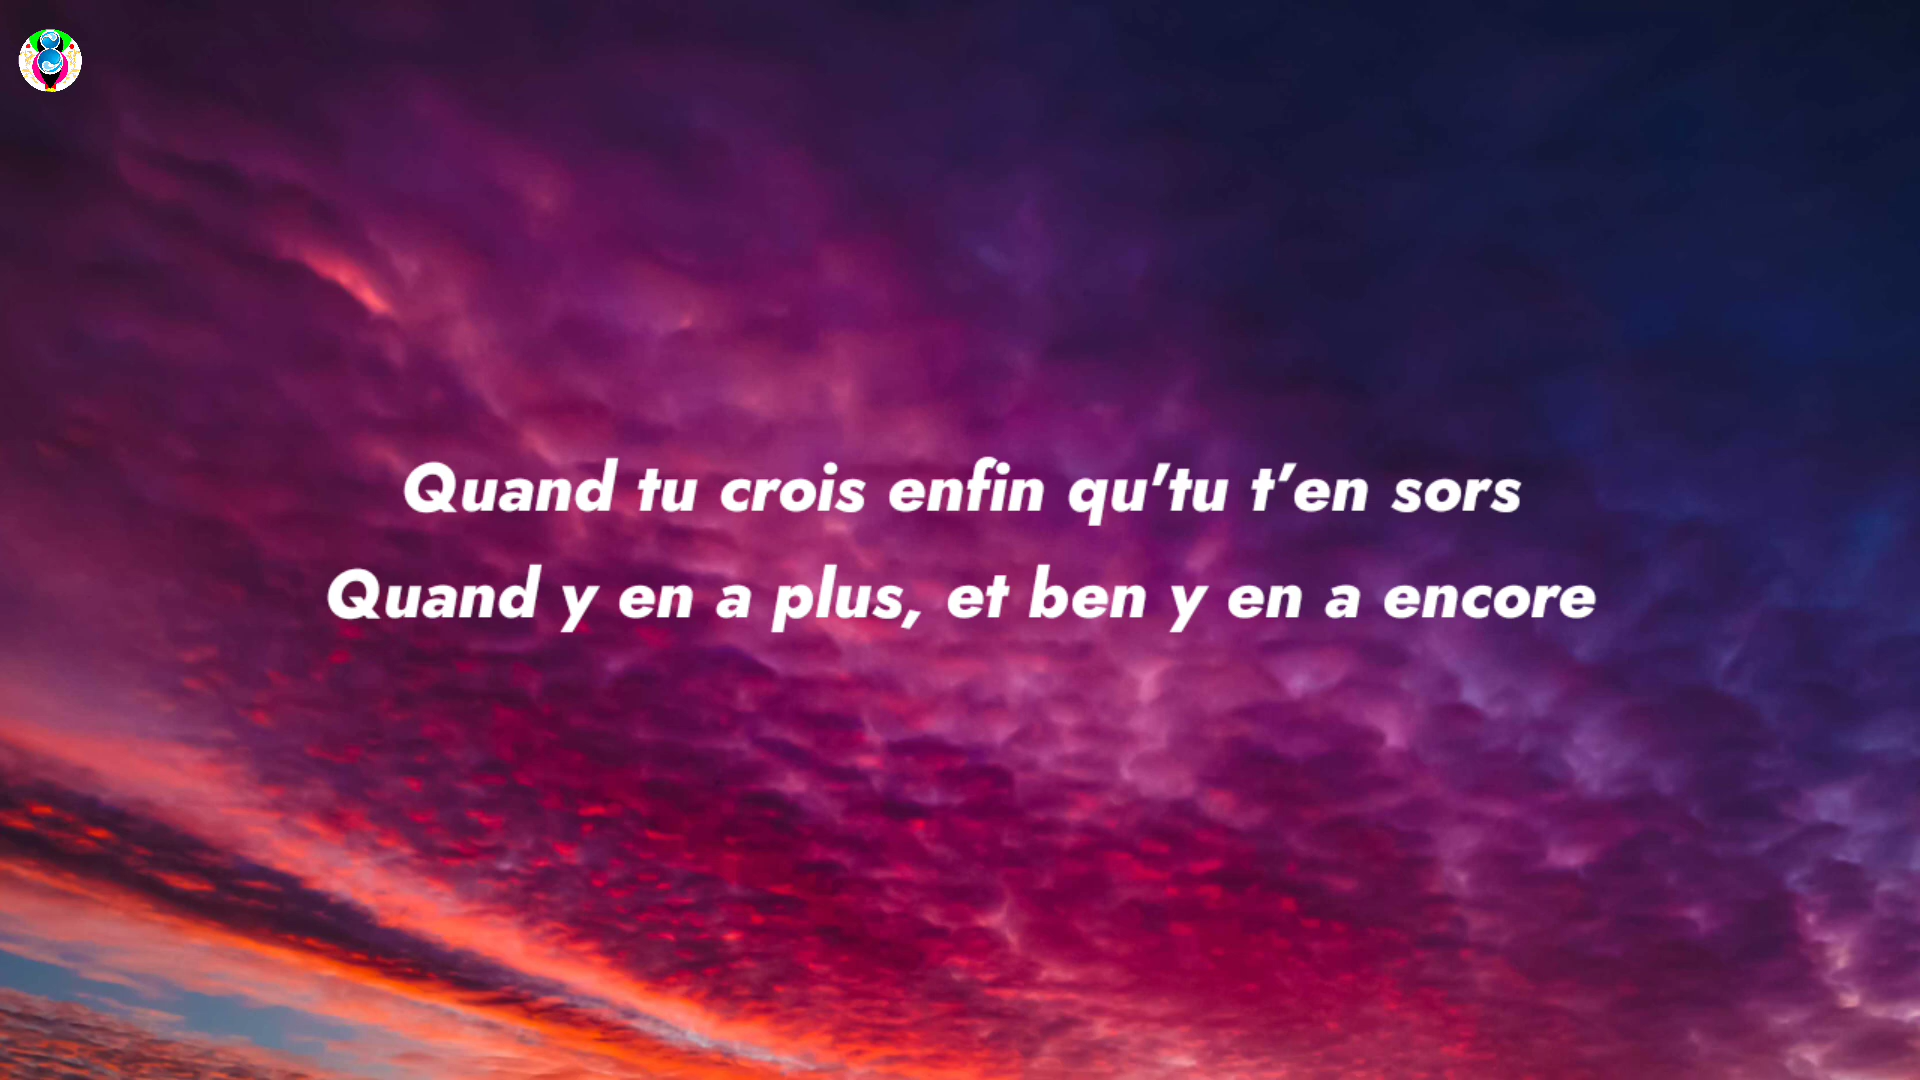 Quand tu crois enfin qu'tu t'en sors
Quand y en a plus, et ben y en a encore